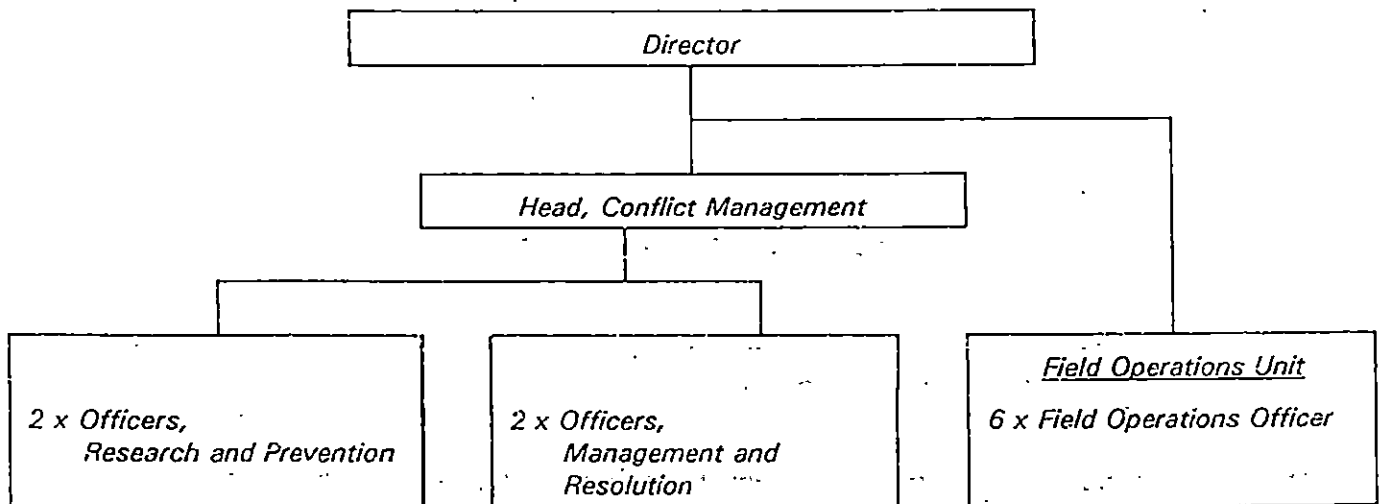 Director
Head, Conflict Management
2 x Officers,
Research and Prevention
2 x Officers,
Management and
Resolution
Field Operations Unit
6 x Field Operations Officer